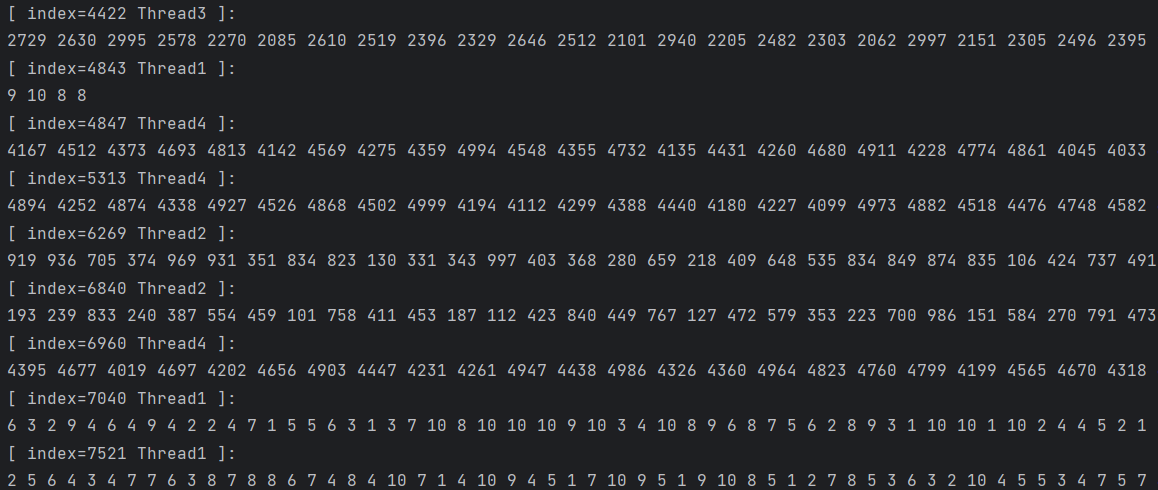 [ index=4422 Thread3 ]:
2729 2630 2995 2578 2270 2085 2610 2519 2396 2329 2646 2512 2101 2940 2205 2482 2303 2062 2997 2151 2305 2496 2395
[ index=4843 Thread1 ]:
9 10 8 8
[ index=4847 Thread4 ]:
4167 4512 4373 4693 4813 4142 4569 4275 4359 4994 4548 4355 4732 4135 4431 4260 4680 4911 4228 4774 4861 4045 4033
[ index=5313 Thread4 ]:
4894 4252 4874 4338 4927 4526 4868 4502 4999 4194 4112 4299 4388 4440 4180 4227 4099 4973 4882 4518 4476 4748 4582
[ index=6269 Thread2 ]:
919 936 705 374 969 931 351 834 823 130 331 343 997 403 368 280 659 218 409 648 535 834 849 874 835 106 424 737 491
[ index=6840 Thread2 ]:
193 239 833 240 387 554 459 101 758 411 453 187 112 423 840 449 767 127 472 579 353 223 700 986 151 584 270 791 473
[ index=6960 Thread4 ]:
4395 4677 4019 4697 4202 4656 4903 4447 4231 4261 4947 4438 4986 4326 4360 4964 4823 4760 4799 4199 4565 4670 4318
[ index=7040 Thread1 ]:
6 3 2 9 4 6 4 9 4 2 2 4 7 1 5 5 6 3 1 3 7 10 8 10 10 10 9 10 3 4 10 8 9 6 8 7 5 6 2 8 9 3 1 10 10 1 10 2 4 4 5 2 1
[ index=7521 Thread1 ]:
2 5 6 4 3 4 7 7 6 3 8 7 8 8 6 7 4 8 4 10 7 1 4 10 9 4 5 1 7 10 9 5 1 9 10 8 5 1 2 7 8 5 3 6 3 2 10 4 5 5 3 4 7 5 7